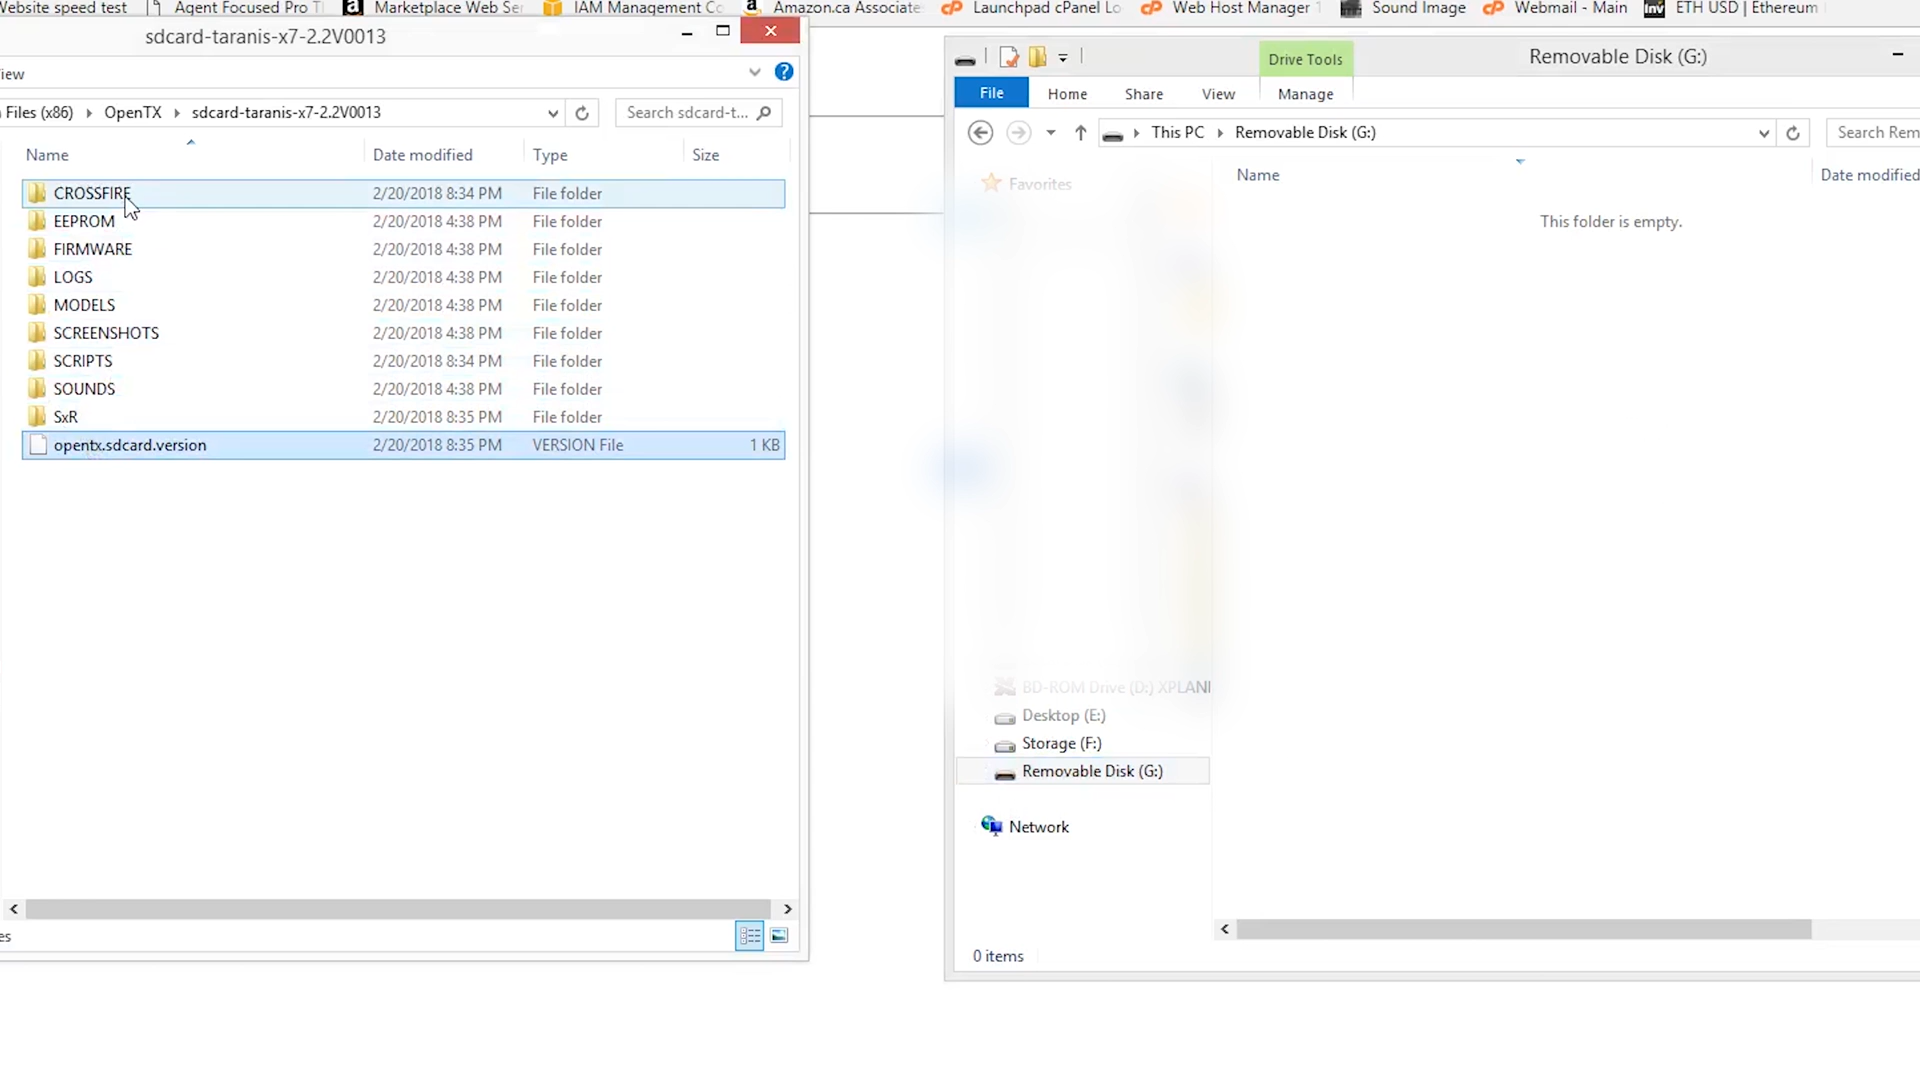 Website speed test Agent Focused Pro T Marketplace Web Ser IAM Management Co Amazon.ca Associate Launchpad cPanel Lo Web Host Manager Sound Image Webmail - Main ETH USD | Ethereum
sdcard-taranis-x7-2.2V0013
iew
Files (x86) OpenTX sdcard-taranis-x7-2.2V0013 Search sdcard-t...
Name Date modified Type Size
CROSSFIRE 2/20/2018 8:34 PM File folder
EEPROM 2/20/2018 4:38 PM File folder
FIRMWARE 2/20/2018 4:38 PM File folder
LOGS 2/20/2018 4:38 PM File folder
MODELS 2/20/2018 4:38 PM File folder
SCREENSHOTS 2/20/2018 4:38 PM File folder
SCRIPTS 2/20/2018 8:34 PM File folder
SOUNDS 2/20/2018 4:38 PM File folder
SxR 2/20/2018 8:35 PM File folder
opentx.sdcard.version 2/20/2018 8:35 PM VERSION File 1 KB
es
Drive Tools Removable Disk (G:)
File Home Share View Manage
This PC Removable Disk (G:) Search Rem
Favorites
Name Date modified
This folder is empty.
BD-ROM Drive (D:) XPLAN
Desktop (E:)
Storage (F:)
Removable Disk (G:)
Network
0 items